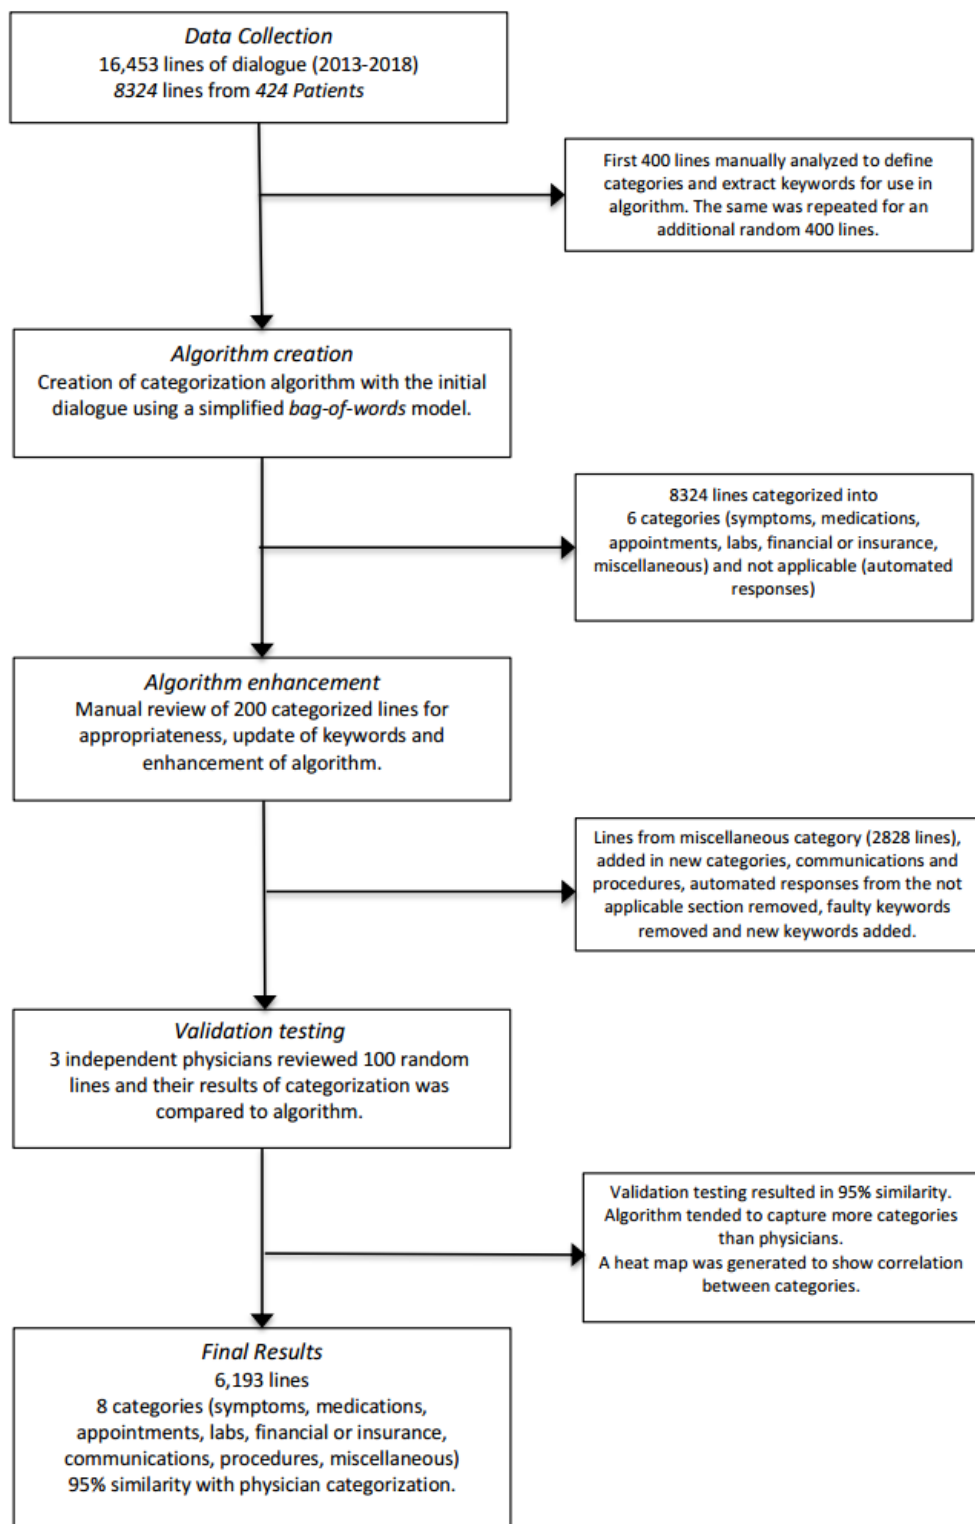 Data Collection
16,453 lines of dialogue (2013-2018)
8324 lines from 424 Patients
First 400 lines manually analyzed to define
categories and extract keywords for use in
algorithm. The same was repeated for an
additional random 400 lines.
Algorithm creation
Creation of categorization algorithm with the initial
dialogue using a simplified bag-of-words model.
8324 lines categorized into
6 categories (symptoms, medications,
appointments, labs, financial or insurance,
miscellaneous) and not applicable (automated
responses)
Algorithm enhancement
Manual review of 200 categorized lines for
appropriateness, update of keywords and
enhancement of algorithm.
Lines from miscellaneous category (2828 lines),
added in new categories, communications and
procedures, automated responses from the not
applicable section removed, faulty keywords
removed and new keywords added.
Validation testing
3 independent physicians reviewed 100 random
lines and their results of categorization was
compared to algorithm.
Validation testing resulted in 95% similarity.
Algorithm tended to capture more categories
than physicians.
A heat map was generated to show correlation
between categories.
Final Results
6,193 lines
8 categories (symptoms, medications,
appointments, labs, financial or insurance,
communications, procedures, miscellaneous)
95% similarity with physician categorization.